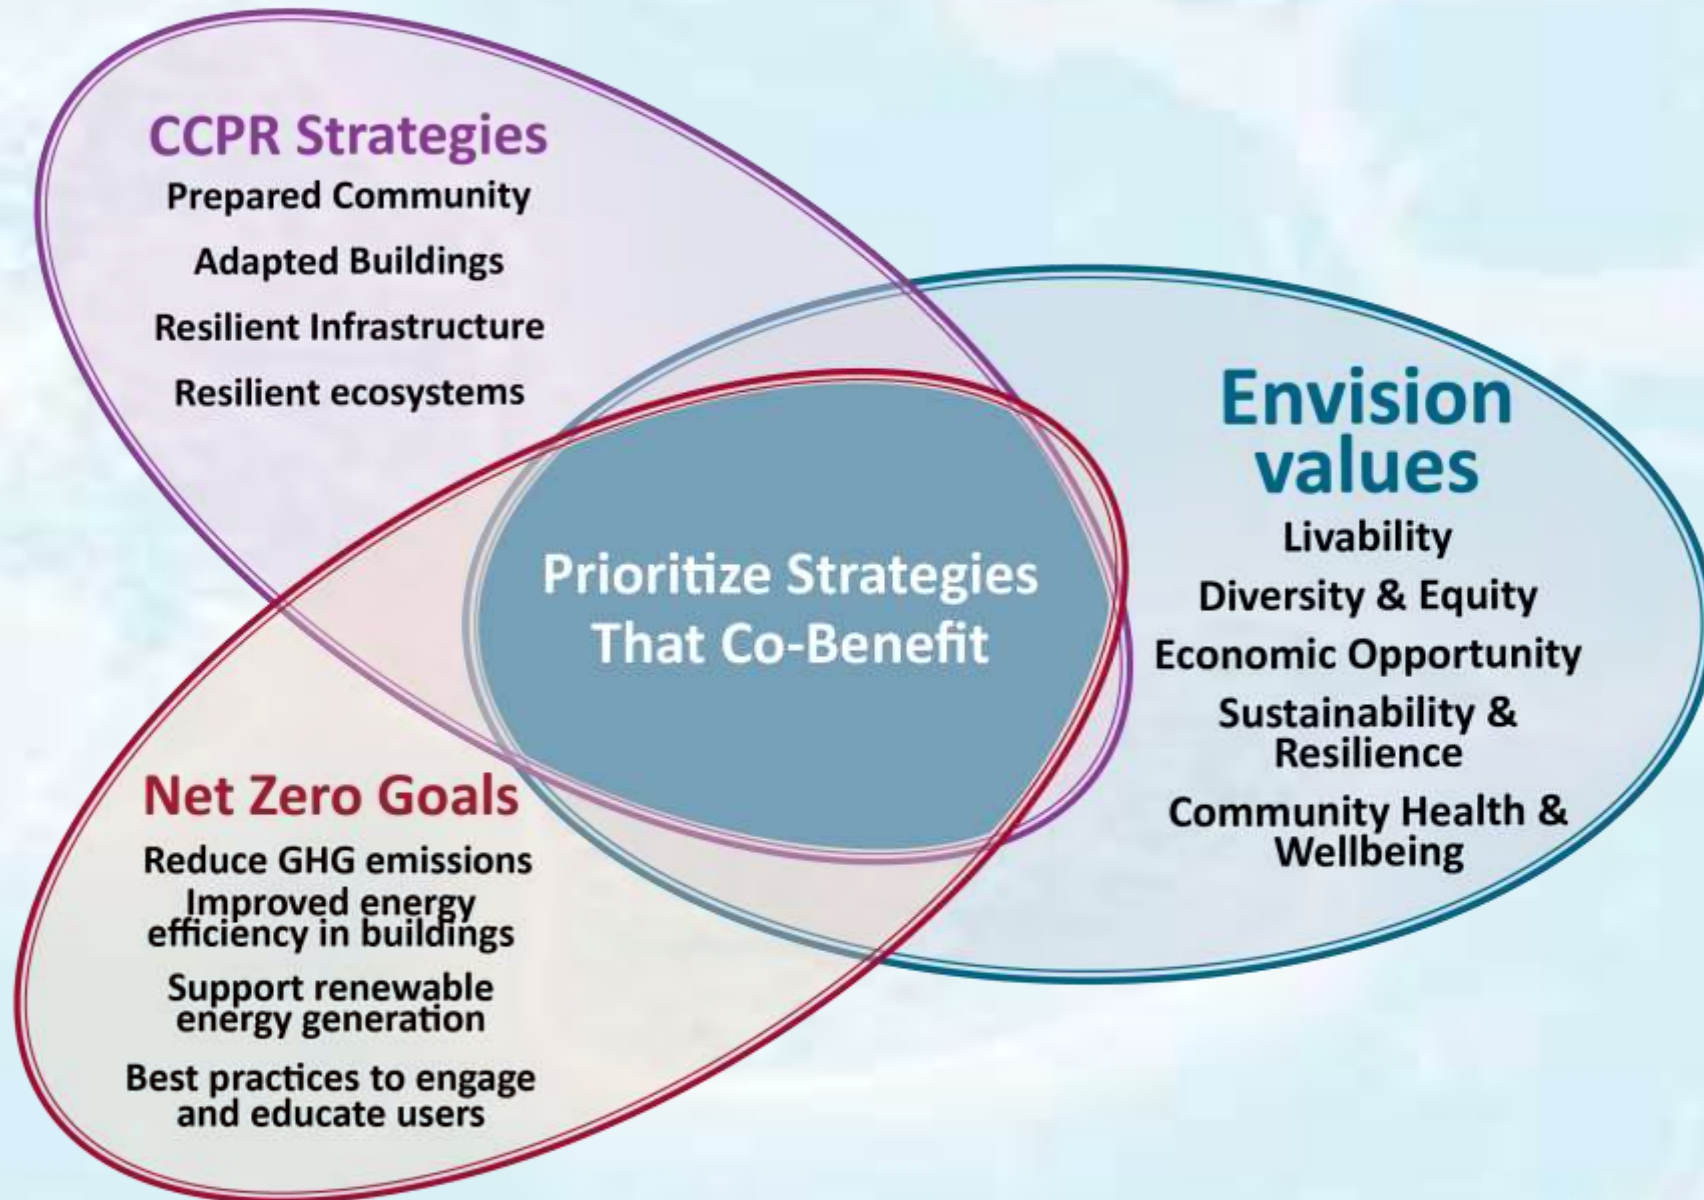 CCPR Strategies
Prepared Community
Adapted Buildings
Resilient Infrastructure
Resilient ecosystems
Envision
values
Livability
Diversity & Equity
Economic Opportunity
Sustainability &
Resilience
Community Health &
Wellbeing
Prioritize Strategies
That Co-Benefit
Net Zero Goals
Reduce GHG emissions
Improved energy
efficiency in buildings
Support renewable
energy generation
Best practices to engage
and educate users